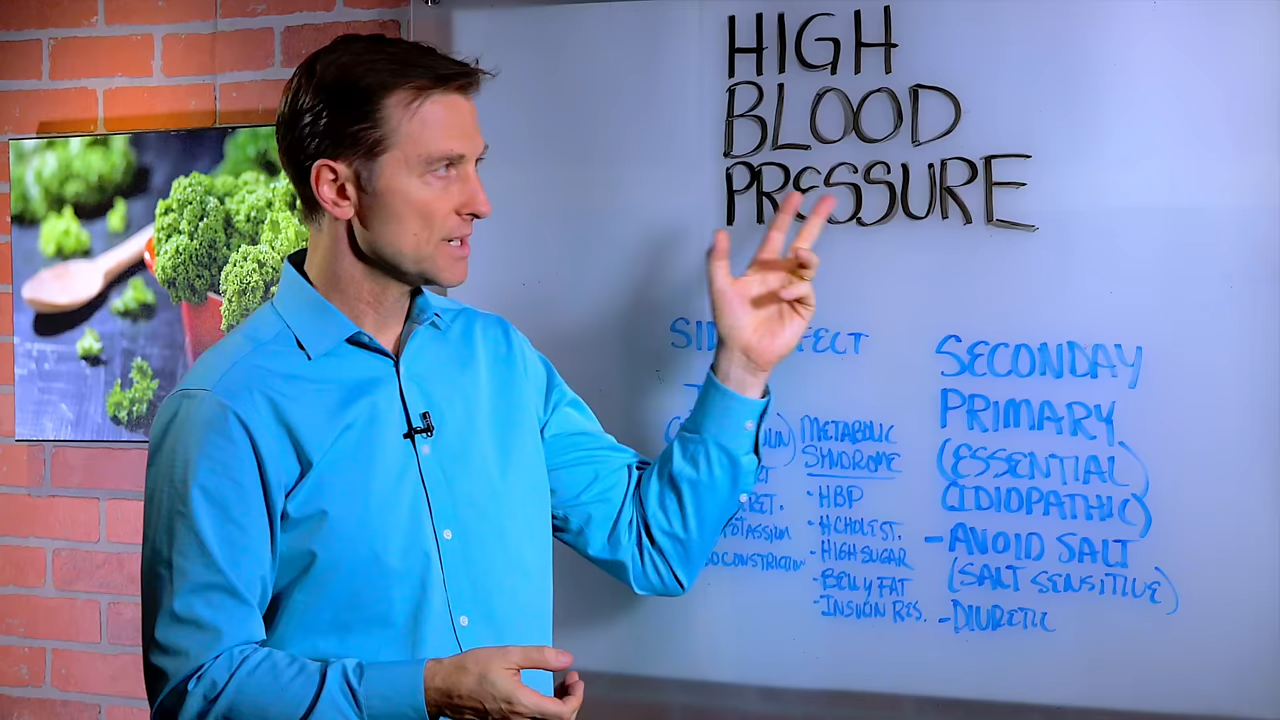 HIGH
BLOOD
PRESSURE
METABOLIC
SYNDROME
- HBP
- HCHOLEST.
- HIGH SUGAR
- BELLY FAT
- INSULIN RES.
SECONDAY
PRIMARY
(ESSENTIAL)
(IDIOPATHIC)
- AVOID SALT
(SALT SENSITIVE)
- DIURETIC